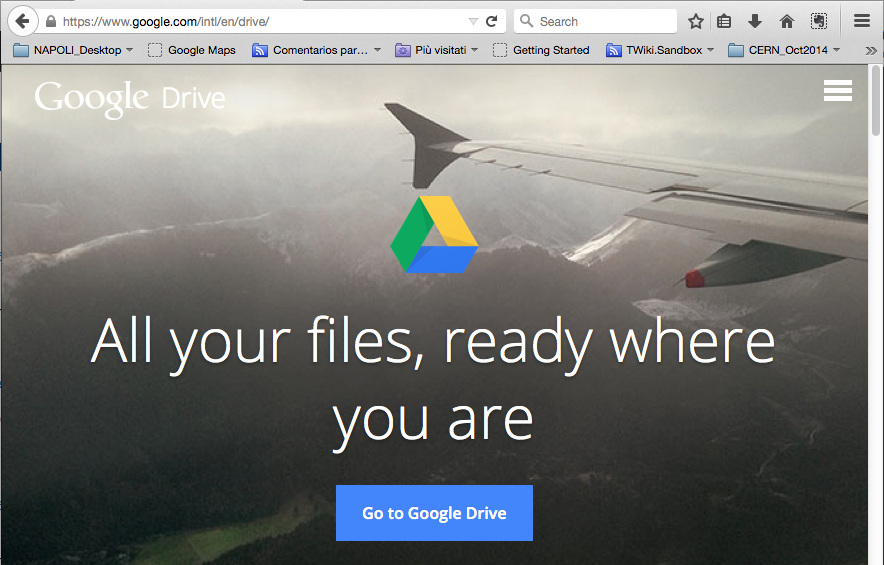 https://www.google.com/intl/en/drive/
Search
NAPOLI_Desktop
Google Maps
Comentarios par...
Più visitati
Getting Started
TWiki.Sandbox
CERN_Oct2014
Google Drive
All your files, ready where
you are
Go to Google Drive